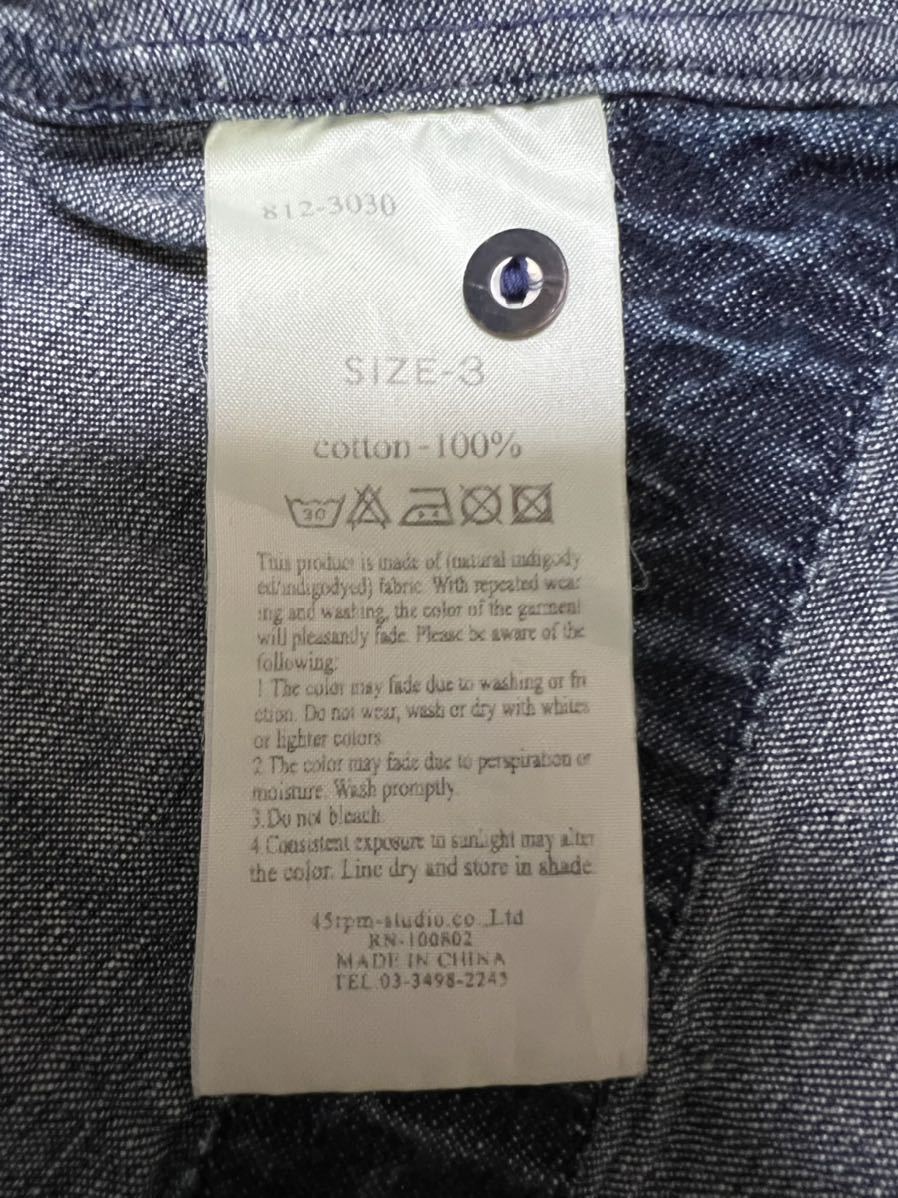 812-3030
SIZE-3
cotton-100%
30
This product is made of (natural indigody
ed/indigodyed) fabric. With repeated wear
ing and washing, the color of the garment
will pleasantly fade. Please be aware of the
following:
1.The color may fade due to washing or fri
ction. Do not wear, wash or dry with whites
or lighter colors.
2.The color may fade due to perspiration or
moisture. Wash promptly.
3.Do not bleach.
4.Consistent exposure to sunlight may alter
the color. Line dry and store in shade.
45rpm-studio.co.,Ltd
RN-100802
MADE IN CHINA
TEL.03-3498-2245